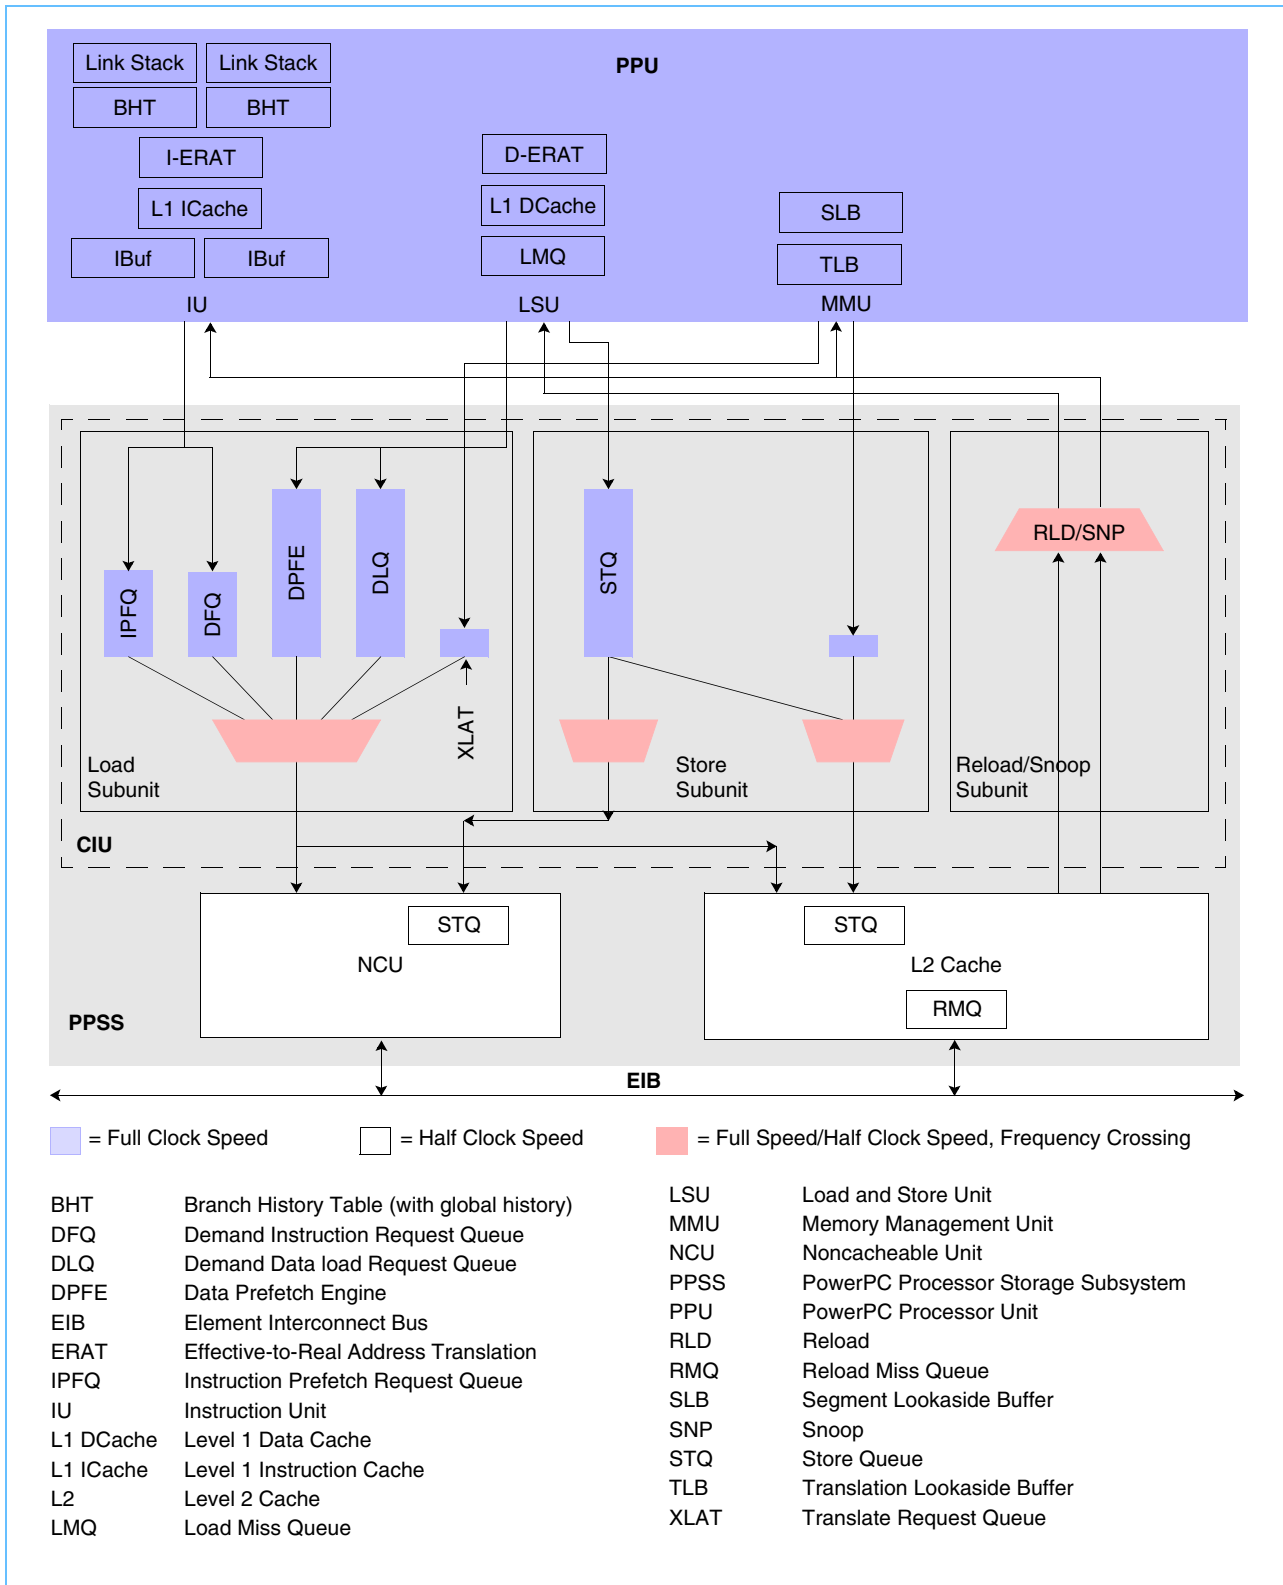 PPU
Link Stack
Link Stack
BHT
BHT
I-ERAT
L1 ICache
IBuf
IBuf
IU
D-ERAT
L1 DCache
LMQ
LSU
SLB
TLB
MMU
IPFQ
DFQ
DPFE
DLQ
XLAT
Load
Subunit
STQ
Store
Subunit
RLD/SNP
Reload/Snoop
Subunit
CIU
STQ
NCU
STQ
L2 Cache
RMQ
PPSS
EIB
= Full Clock Speed
= Half Clock Speed
= Full Speed/Half Clock Speed, Frequency Crossing
BHT Branch History Table (with global history)
DFQ Demand Instruction Request Queue
DLQ Demand Data load Request Queue
DPFE Data Prefetch Engine
EIB Element Interconnect Bus
ERAT Effective-to-Real Address Translation
IPFQ Instruction Prefetch Request Queue
IU Instruction Unit
L1 DCache Level 1 Data Cache
L1 ICache Level 1 Instruction Cache
L2 Level 2 Cache
LMQ Load Miss Queue
LSU Load and Store Unit
MMU Memory Management Unit
NCU Noncacheable Unit
PPSS PowerPC Processor Storage Subsystem
PPU PowerPC Processor Unit
RLD Reload
RMQ Reload Miss Queue
SLB Segment Lookaside Buffer
SNP Snoop
STQ Store Queue
TLB Translation Lookaside Buffer
XLAT Translate Request Queue